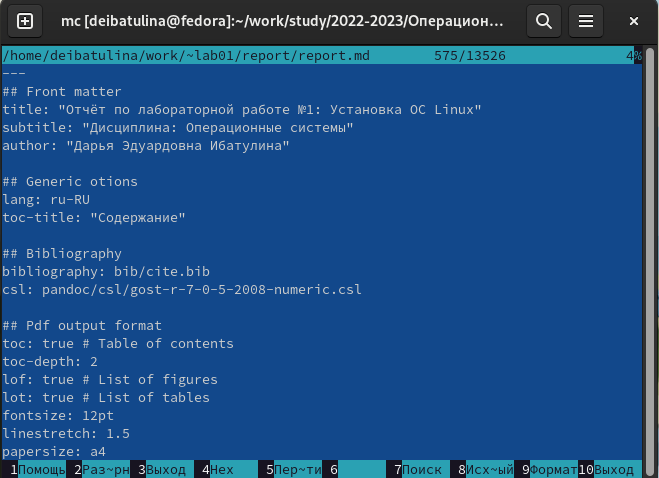 mc [deibatulina@fedora]:~/work/study/2022-2023/Операцион…
/home/deibatulina/work/~lab01/report/report.md 575/13526 4%
---
## Front matter
title: "Отчёт по лабораторной работе №1: Установка ОС Linux"
subtitle: "Дисциплина: Операционные системы"
author: "Дарья Эдуардовна Ибатулина"
## Generic otions
lang: ru-RU
toc-title: "Содержание"
## Bibliography
bibliography: bib/cite.bib
csl: pandoc/csl/gost-r-7-0-5-2008-numeric.csl
## Pdf output format
toc: true # Table of contents
toc-depth: 2
lof: true # List of figures
lot: true # List of tables
fontsize: 12pt
linestretch: 1.5
papersize: a4
1Помощь 2Раз~рн 3Выход 4Hex 5Пер~ти 6 7Поиск 8Исх~ый 9Формат 10Выход